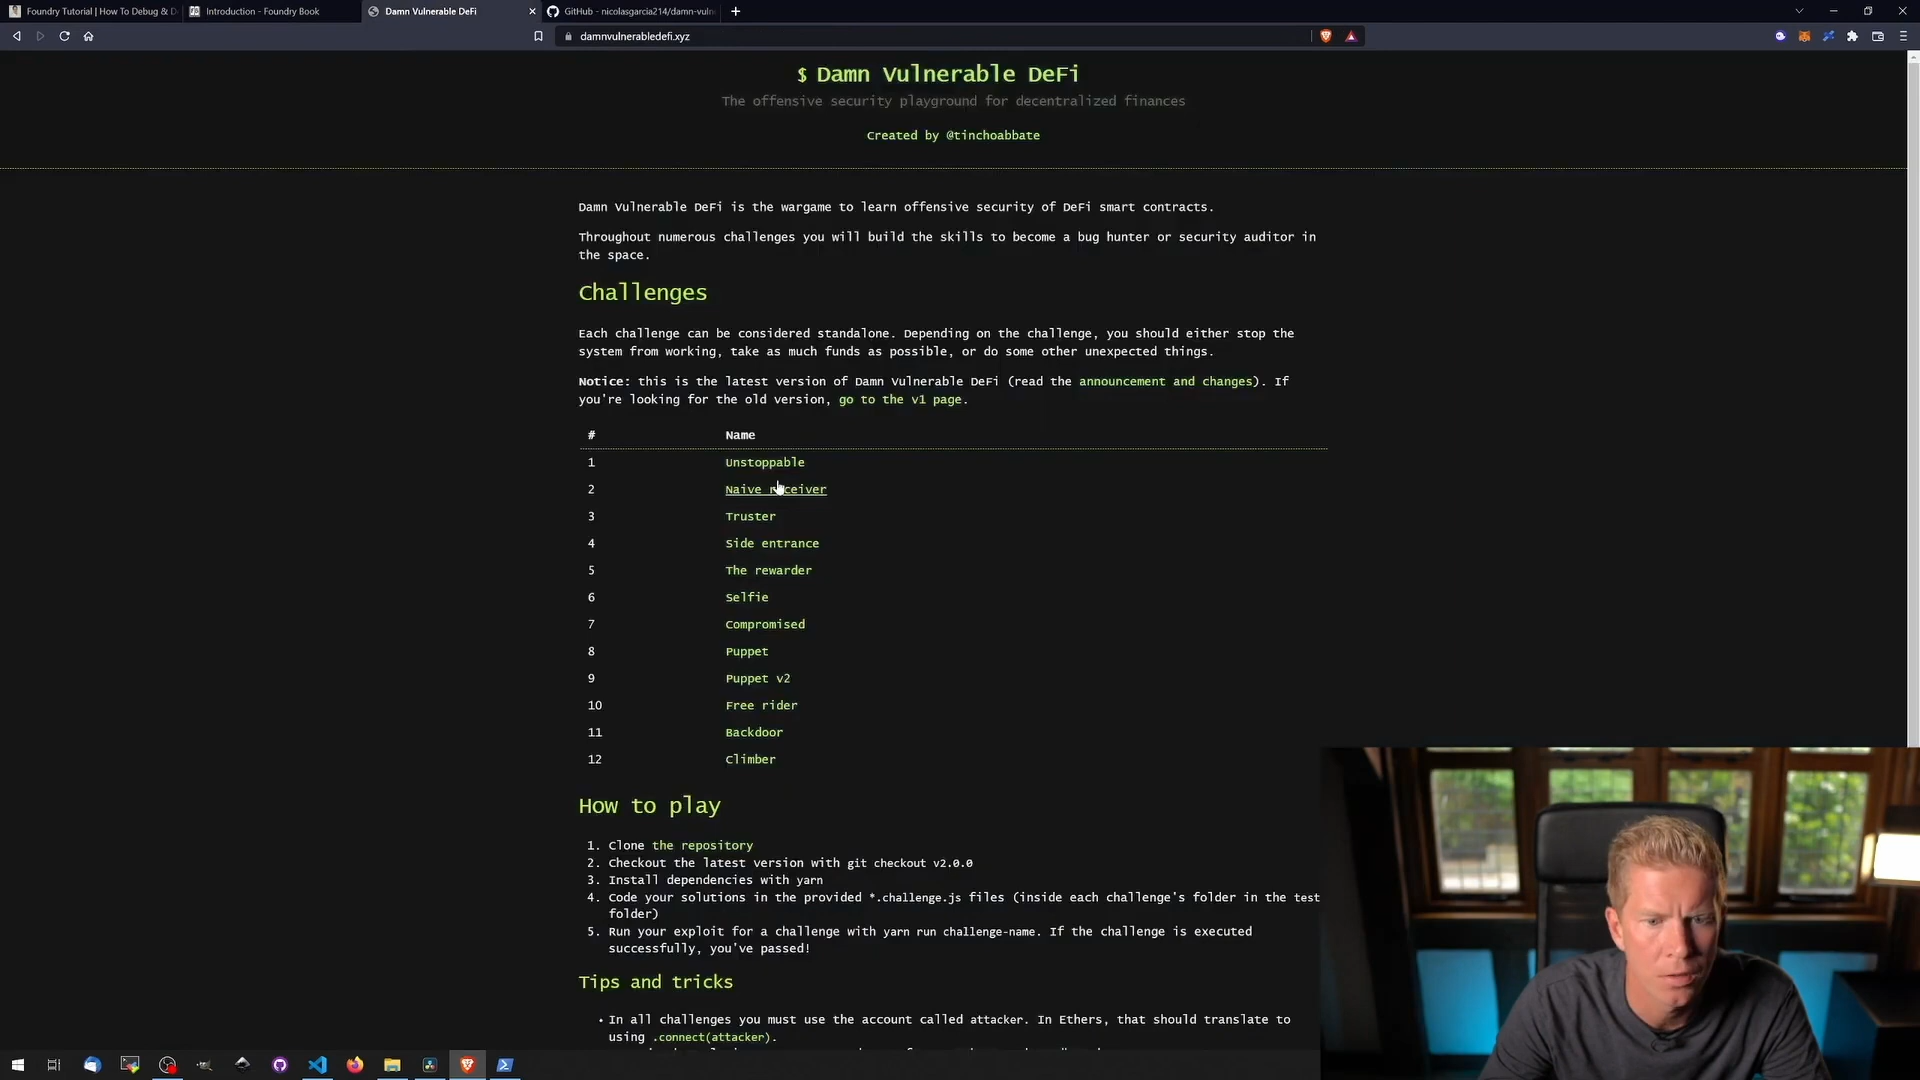 Foundry Tutorial | How To Debug & D
Introduction - Foundry Book
Damn Vulnerable DeFi
GitHub - nicolasgarcia214/damn-vuln
damnvulnerabledefi.xyz
$ Damn Vulnerable DeFi
The offensive security playground for decentralized finances
Created by @tinchoabbate
Damn Vulnerable DeFi is the wargame to learn offensive security of DeFi smart contracts.
Throughout numerous challenges you will build the skills to become a bug hunter or security auditor in
the space.
Challenges
Each challenge can be considered standalone. Depending on the challenge, you should either stop the
system from working, take as much funds as possible, or do some other unexpected things.
Notice: this is the latest version of Damn Vulnerable DeFi (read the announcement and changes). If
you're looking for the old version, go to the v1 page.
# Name
1 Unstoppable
2 Naive receiver
3 Truster
4 Side entrance
5 The rewarder
6 Selfie
7 Compromised
8 Puppet
9 Puppet v2
10 Free rider
11 Backdoor
12 Climber
How to play
1. Clone the repository
2. Checkout the latest version with git checkout v2.0.0
3. Install dependencies with yarn
4. Code your solutions in the provided *.challenge.js files (inside each challenge's folder in the test
folder)
5. Run your exploit for a challenge with yarn run challenge-name. If the challenge is executed
successfully, you've passed!
Tips and tricks
• In all challenges you must use the account called attacker. In Ethers, that should translate to
using .connect(attacker).